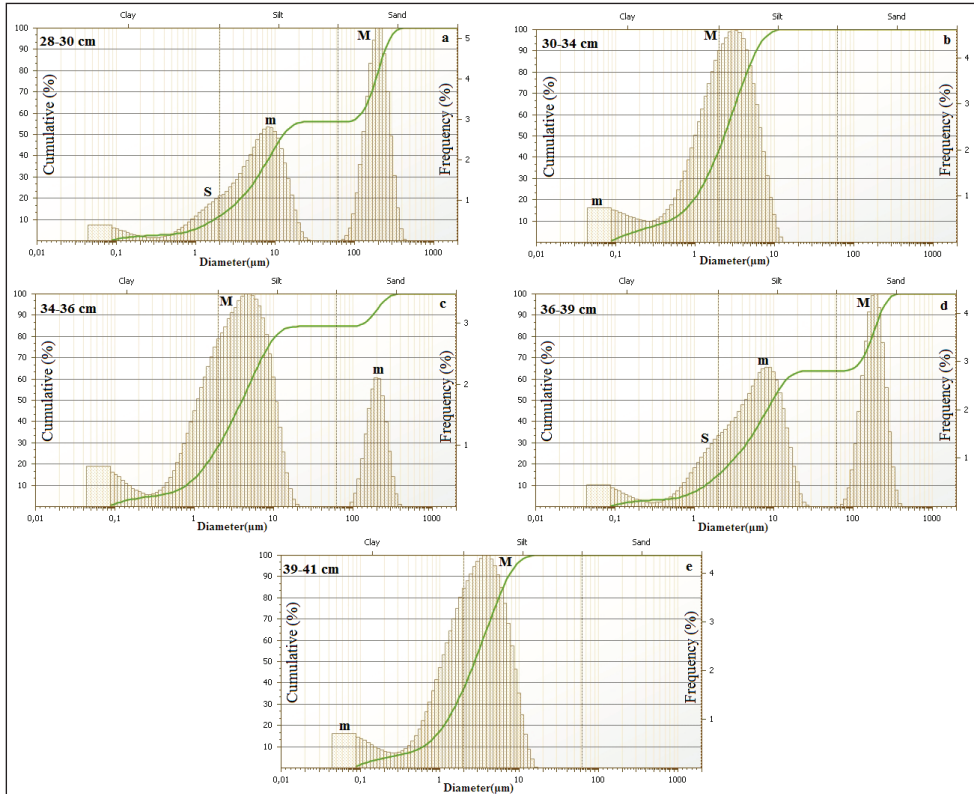 Clay Silt Sand
28-30 cm M a
Cumulative (%)
Frequency (%)
100
90
80
70
60
50
40
30
20
10
5
4
3
2
1
m
S
0,01 0,1 1 10 100 1000
Diameter(µm)
Clay Silt Sand
30-34 cm M b
Cumulative (%)
Frequency (%)
100
90
80
70
60
50
40
30
20
10
4
3
2
1
m
0,01 0,1 1 10 100 1000
Diameter(µm)
Clay Silt Sand
34-36 cm M c
Cumulative (%)
Frequency (%)
100
90
80
70
60
50
40
30
20
10
3
2
1
m
0,01 0,1 1 10 100 1000
Diameter(µm)
Clay Silt Sand
36-39 cm M d
Cumulative (%)
Frequency (%)
100
90
80
70
60
50
40
30
20
10
4
3
2
1
m
S
0,01 0,1 1 10 100 1000
Diameter(µm)
Clay Silt Sand
39-41 cm M e
Cumulative (%)
Frequency (%)
100
90
80
70
60
50
40
30
20
10
4
3
2
1
m
0,01 0,1 1 10 100 1000
Diameter(µm)